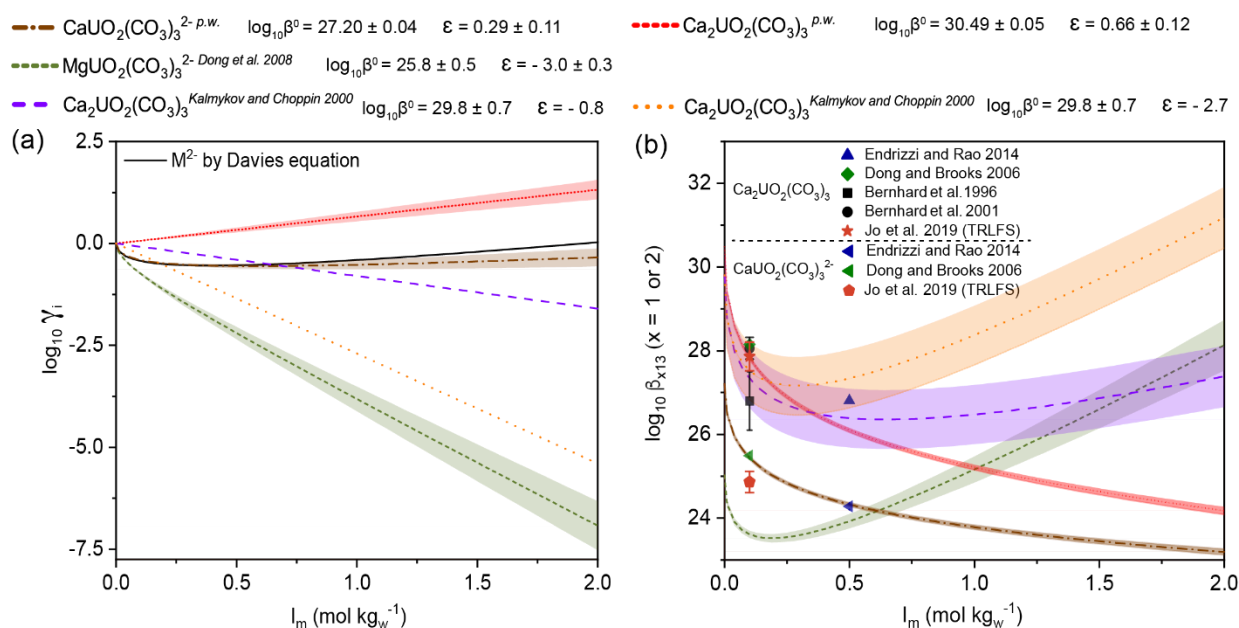 CaUO₂(CO₃)₃²⁻ p.w. log₁₀β⁰ = 27.20 ± 0.04 ε = 0.29 ± 0.11
Ca₂UO₂(CO₃)₃ p.w. log₁₀β⁰ = 30.49 ± 0.05 ε = 0.66 ± 0.12
MgUO₂(CO₃)₃²⁻ Dong et al. 2008 log₁₀β⁰ = 25.8 ± 0.5 ε = - 3.0 ± 0.3
Ca₂UO₂(CO₃)₃ Kalmykov and Choppin 2000 log₁₀β⁰ = 29.8 ± 0.7 ε = - 0.8
Ca₂UO₂(CO₃)₃ Kalmykov and Choppin 2000 log₁₀β⁰ = 29.8 ± 0.7 ε = - 2.7
(a)
M²⁻ by Davies equation
log₁₀ γᵢ
2.5
0.0
-2.5
-5.0
-7.5
0.0 0.5 1.0 1.5 2.0
Iₘ (mol kg_w⁻¹)
(b)
Endrizzi and Rao 2014
Dong and Brooks 2006
Ca₂UO₂(CO₃)₃
Bernhard et al. 1996
Bernhard et al. 2001
Jo et al. 2019 (TRLFS)
Endrizzi and Rao 2014
CaUO₂(CO₃)₃²⁻
Dong and Brooks 2006
Jo et al. 2019 (TRLFS)
log₁₀ βₓ₁₃ (x = 1 or 2)
32
30
28
26
24
0.0 0.5 1.0 1.5 2.0
Iₘ (mol kg_w⁻¹)